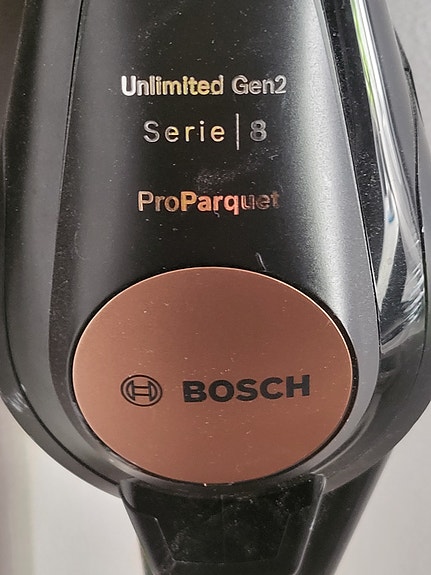 Unlimited Gen2
Serie | 8
ProParquet
BOSCH